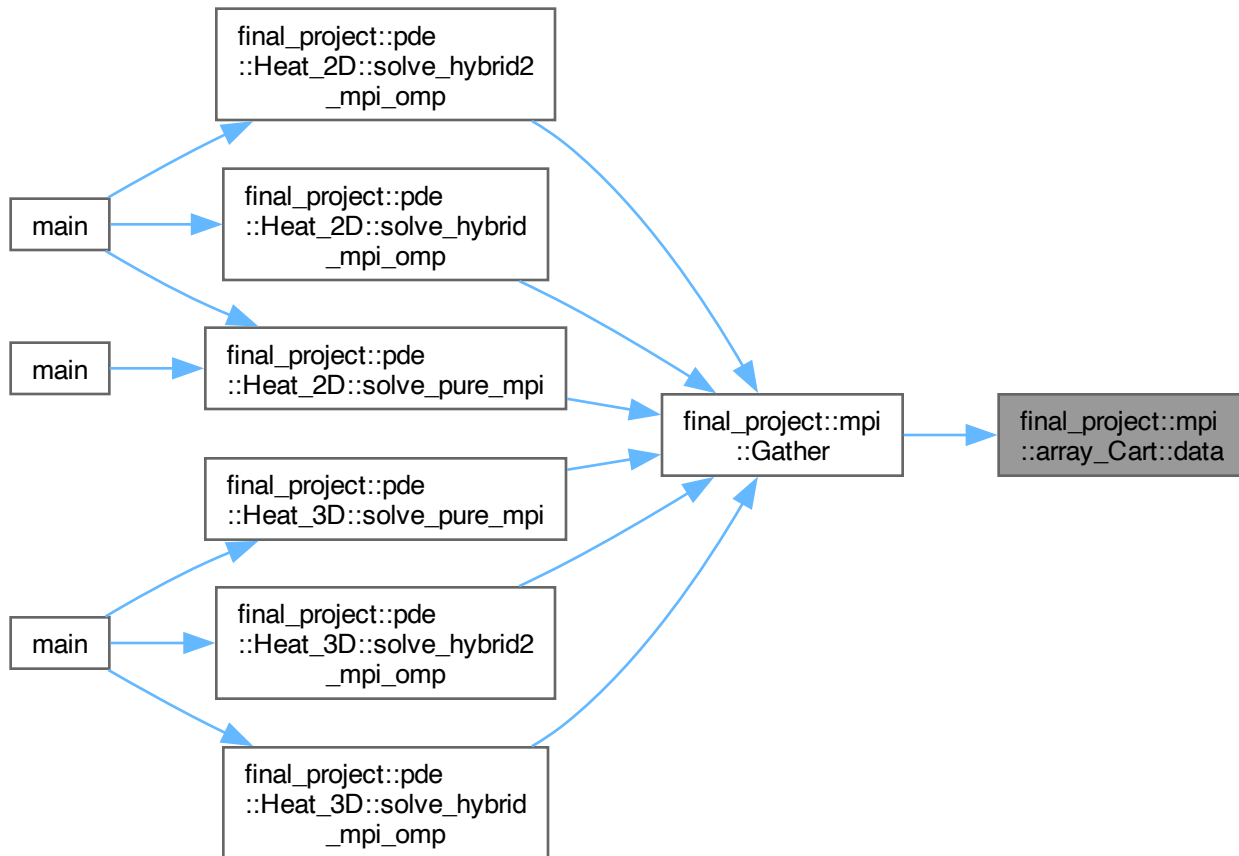 final_project::pde
::Heat_2D::solve_hybrid2
_mpi_omp
final_project::pde
::Heat_2D::solve_hybrid
_mpi_omp
main
final_project::pde
::Heat_2D::solve_pure_mpi
main
final_project::mpi
::Gather
final_project::mpi
::array_Cart::data
final_project::pde
::Heat_3D::solve_pure_mpi
final_project::pde
::Heat_3D::solve_hybrid2
_mpi_omp
main
final_project::pde
::Heat_3D::solve_hybrid
_mpi_omp